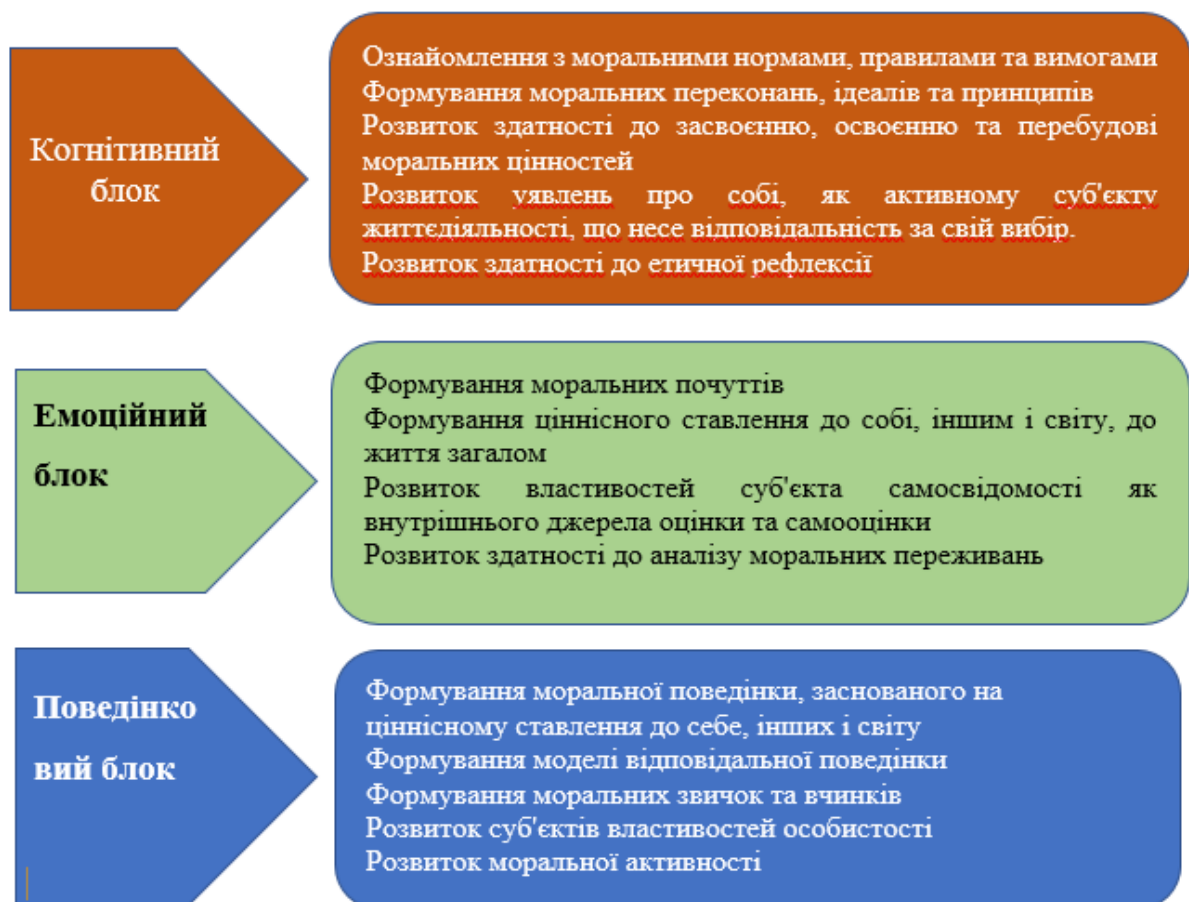 Когнітивний
блок
Ознайомлення з моральними нормами, правилами та вимогами
Формування моральних переконань, ідеалів та принципів
Розвиток здатності до засвоєнню, освоєнню та перебудові
моральних цінностей
Розвиток уявлень про собі, як активному суб'єкту
життєдіяльності, що несе відповідальність за свій вибір.
Розвиток здатності до етичної рефлексії
Емоційний
блок
Формування моральних почуттів
Формування ціннісного ставлення до собі, іншим і світу, до
життя загалом
Розвиток властивостей суб'єкта самосвідомості як
внутрішнього джерела оцінки та самооцінки
Розвиток здатності до аналізу моральних переживань
Поведінко
вий блок
Формування моральної поведінки, заснованого на
ціннісному ставлення до себе, інших і світу
Формування моделі відповідальної поведінки
Формування моральних звичок та вчинків
Розвиток суб'єктів властивостей особистості
Розвиток моральної активності